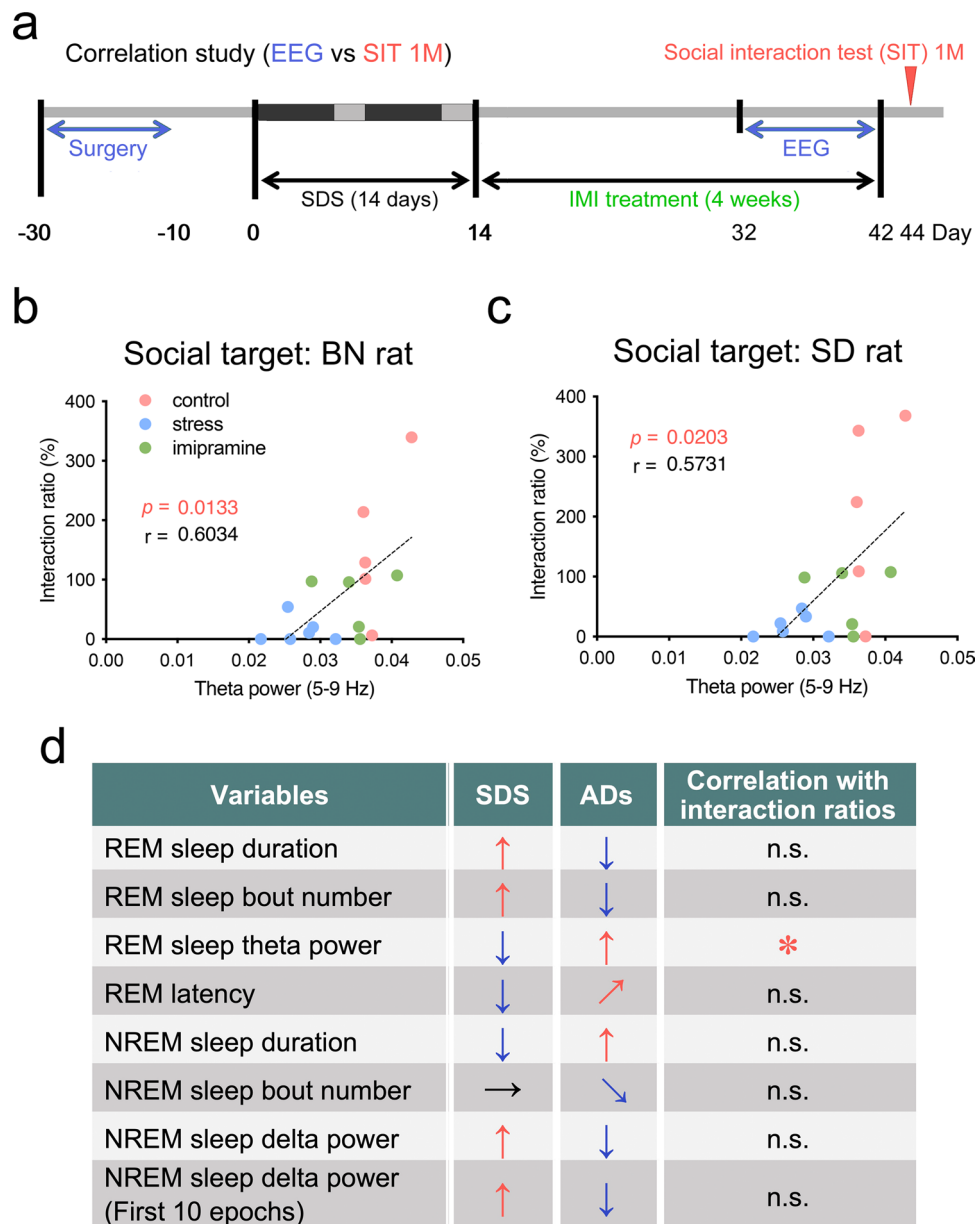 a
Correlation study (EEG vs SIT 1M)
Social interaction test (SIT) 1M
Surgery
EEG
SDS (14 days)
IMI treatment (4 weeks)
-30
-10
0
14
32
42 44 Day
b
Social target: BN rat
400
300
200
100
0
Interaction ratio (%)
control
stress
imipramine
p = 0.0133
r = 0.6034
0.00 0.01 0.02 0.03 0.04 0.05
Theta power (5-9 Hz)
c
Social target: SD rat
400
300
200
100
0
Interaction ratio (%)
p = 0.0203
r = 0.5731
0.00 0.01 0.02 0.03 0.04 0.05
Theta power (5-9 Hz)
d
Variables SDS ADs Correlation with
interaction ratios
REM sleep duration ↑ ↓ n.s.
REM sleep bout number ↑ ↓ n.s.
REM sleep theta power ↓ ↑ *
REM latency ↓ ↗ n.s.
NREM sleep duration ↓ ↑ n.s.
NREM sleep bout number → ↘ n.s.
NREM sleep delta power ↑ ↓ n.s.
NREM sleep delta power
(First 10 epochs) ↑ ↓ n.s.